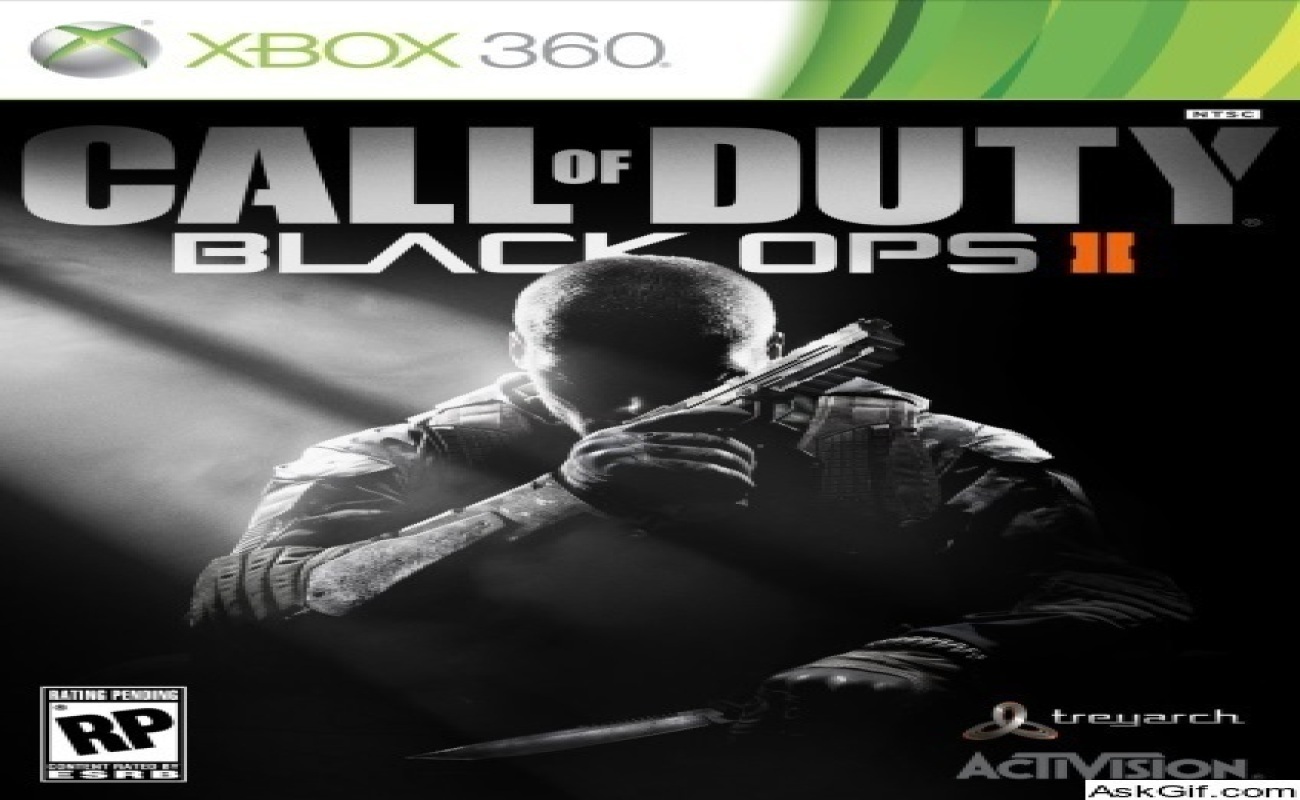 XBOX 360
NTSC
CALL OF DUTY
BLACK OPS II
RATING PENDING
RP
CONTENT RATED BY
ESRB
treyarch
ACTIVISION
AskGif.com